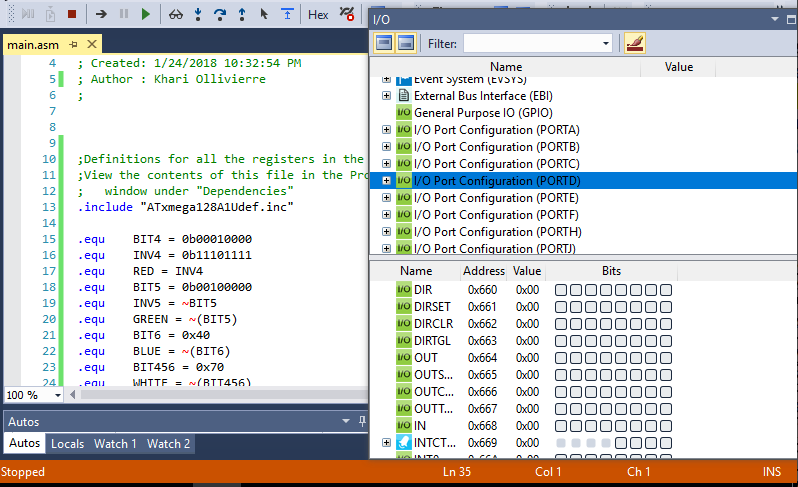 Hex
main.asm
4 ; Created: 1/24/2018 10:32:54 PM
5 ; Author : Khari Ollivierre
6 ;
7
8
9
10 ;Definitions for all the registers in the
11 ;View the contents of this file in the Pro
12 ; window under "Dependencies"
13 .include "ATxmega128A1Udef.inc"
14
15 .equ BIT4 = 0b00010000
16 .equ INV4 = 0b11101111
17 .equ RED = INV4
18 .equ BIT5 = 0b00100000
19 .equ INV5 = ~BIT5
20 .equ GREEN = ~(BIT5)
21 .equ BIT6 = 0x40
22 .equ BLUE = ~(BIT6)
23 .equ BIT456 = 0x70
24 .equ WHITE = ~(BIT456)
100 %
Autos
Autos Locals Watch 1 Watch 2
Stopped Ln 35 Col 1 Ch 1 INS
I/O
Filter:
Name Value
Event System (EVSYS)
External Bus Interface (EBI)
I/O General Purpose IO (GPIO)
I/O I/O Port Configuration (PORTA)
I/O I/O Port Configuration (PORTB)
I/O I/O Port Configuration (PORTC)
I/O I/O Port Configuration (PORTD)
I/O I/O Port Configuration (PORTE)
I/O I/O Port Configuration (PORTF)
I/O I/O Port Configuration (PORTH)
I/O I/O Port Configuration (PORTJ)
Name Address Value Bits
I/O DIR 0x660 0x00
I/O DIRSET 0x661 0x00
I/O DIRCLR 0x662 0x00
I/O DIRTGL 0x663 0x00
I/O OUT 0x664 0x00
I/O OUTS... 0x665 0x00
I/O OUTC... 0x666 0x00
I/O OUTT... 0x667 0x00
I/O IN 0x668 0x00
INTCT... 0x669 0x00
I/O INT0... 0x66A 0x00